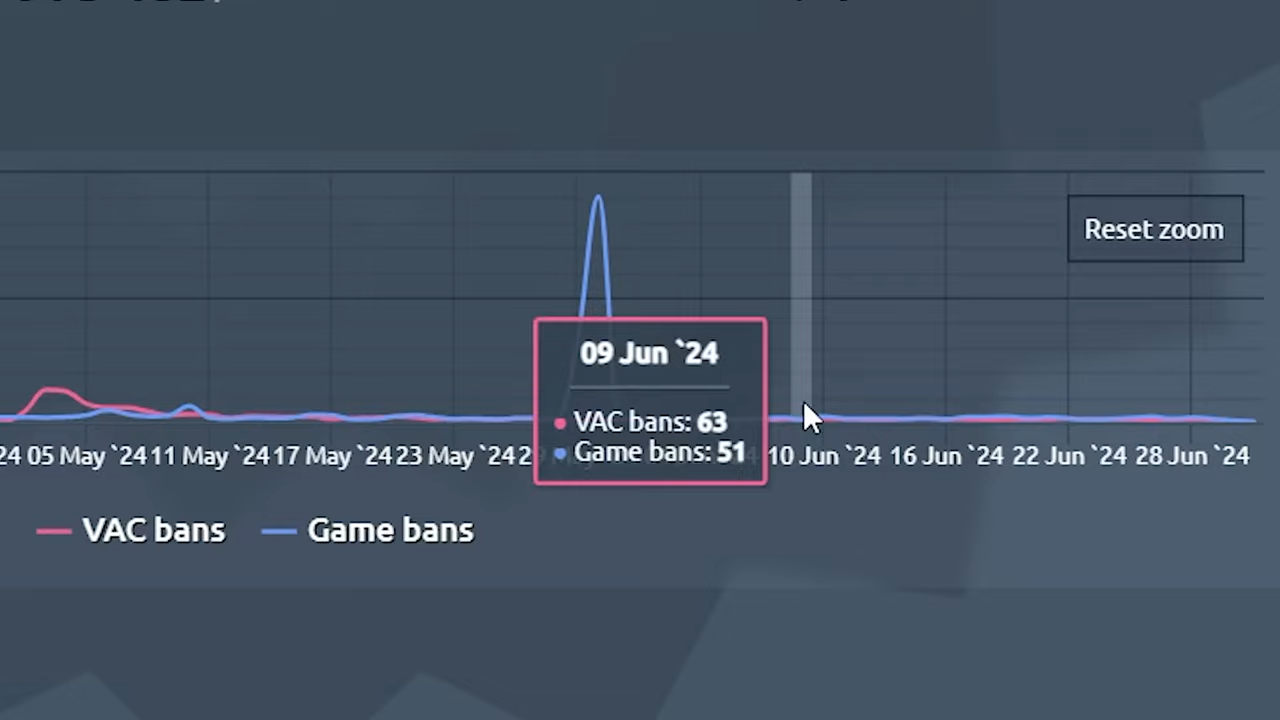 Reset zoom
09 Jun `24
VAC bans: 63
Game bans: 51
24 05 May `24 11 May `24 17 May `24 23 May `24 10 Jun `24 16 Jun `24 22 Jun `24 28 Jun `24
VAC bans Game bans